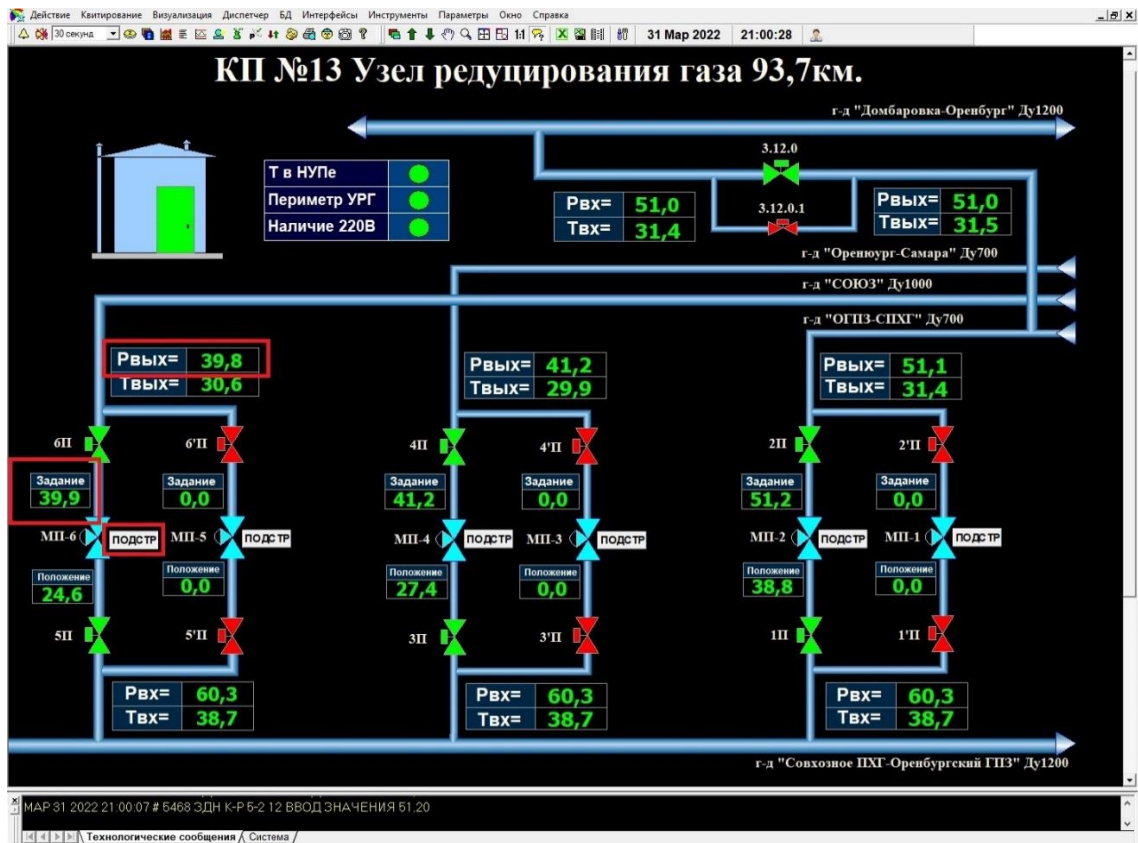 Действие Квитирование Визуализация Диспетчер БД Интерфейсы Инструменты Параметры Окно Справка
30 секунд 1:1 31 Мар 2022 21:00:28
КП №13 Узел редуцирования газа 93,7км.
г-д "Домбаровка-Оренбург" Ду1200
3.12.0
Т в НУПе
Периметр УРГ
Наличие 220В
Рвх= 51,0
Твх= 31,4
3.12.0.1
Рвых= 51,0
Твых= 31,5
г-д "Оренюург-Самара" Ду700
г-д "СОЮЗ" Ду1000
г-д "ОГПЗ-СПХГ" Ду700
Рвых= 39,8
Твых= 30,6
Рвых= 41,2
Твых= 29,9
Рвых= 51,1
Твых= 31,4
6П 6'П 4П 4'П 2П 2'П
Задание Задание Задание Задание Задание Задание
39,9 0,0 41,2 0,0 51,2 0,0
МП-6 ПОДСТР МП-5 ПОДСТР МП-4 ПОДСТР МП-3 ПОДСТР МП-2 ПОДСТР МП-1 ПОДСТР
Положение Положение Положение Положение Положение Положение
24,6 0,0 27,4 0,0 38,8 0,0
5П 5'П 3П 3'П 1П 1'П
Рвх= 60,3
Твх= 38,7
Рвх= 60,3
Твх= 38,7
Рвх= 60,3
Твх= 38,7
г-д "Совхозное ПХГ-Оренбургский ГПЗ" Ду1200
МАР 31 2022 21:00:07 # 5468 ЗДН К-Р 5-2 12 ВВОД ЗНАЧЕНИЯ 51,20
Технологические сообщения Система